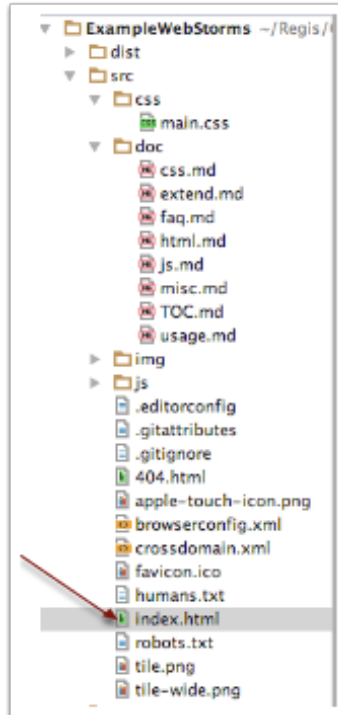 ExampleWebStorms ~/Regis/
dist
src
css
main.css
doc
css.md
extend.md
faq.md
html.md
js.md
misc.md
TOC.md
usage.md
img
js
.editorconfig
.gitattributes
.gitignore
404.html
apple-touch-icon.png
browserconfig.xml
crossdomain.xml
favicon.ico
humans.txt
index.html
robots.txt
tile.png
tile-wide.png